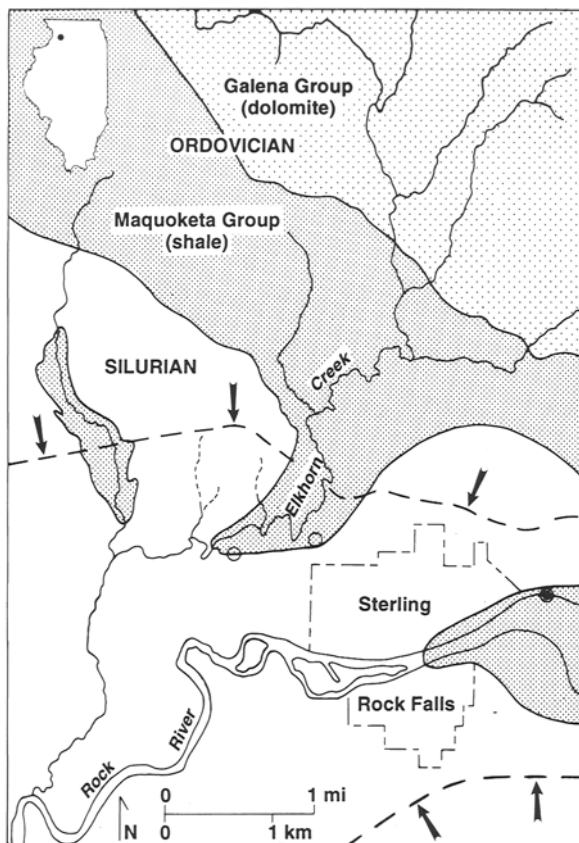 Galena Group
(dolomite)
ORDOVICIAN
Maquoketa Group
(shale)
SILURIAN
Creek
Elkhorn
Sterling
Rock Falls
Rock
River
0 1 mi
0 1 km
N